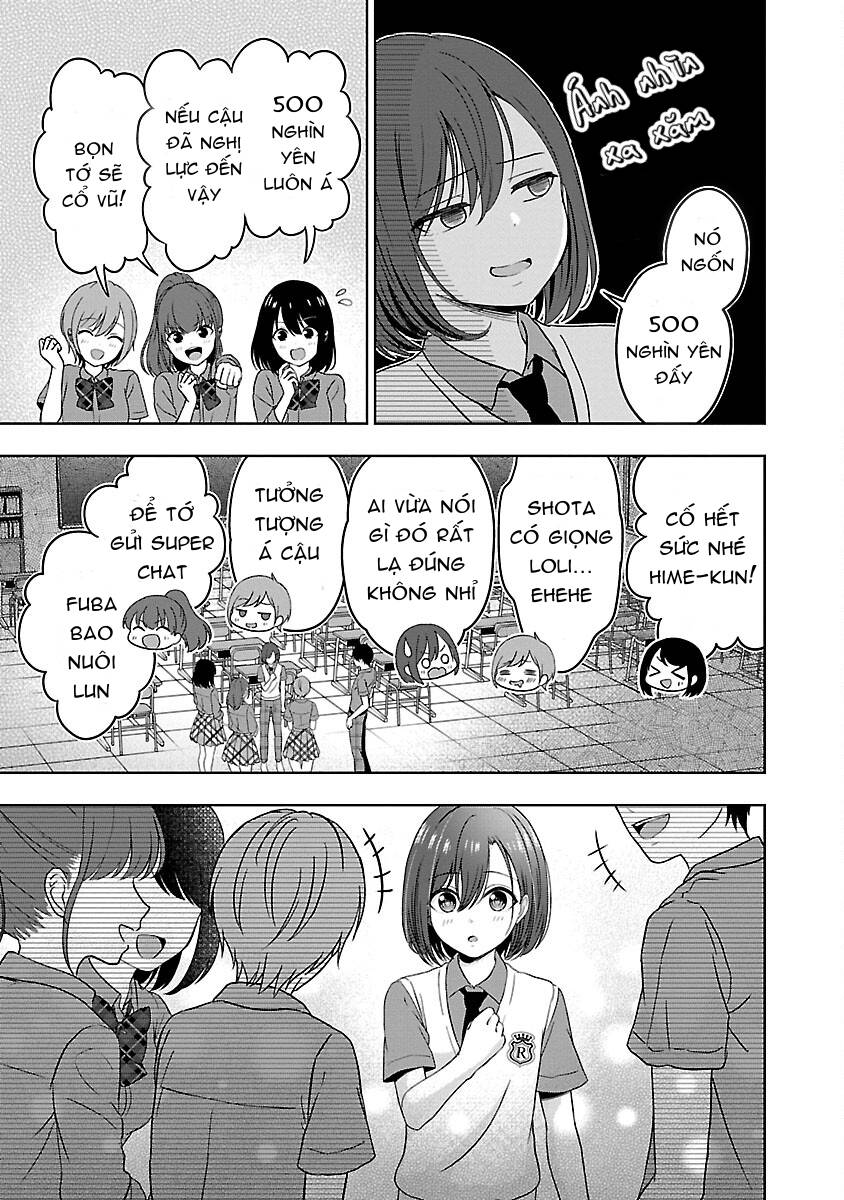 Ánh nhìn
xa xăm
NÓ
NGỐN
500
NGHÌN YÊN
ĐẤY
500
NGHÌN YÊN
LUÔN Á
NẾU CẬU
ĐÃ NGHỊ
LỰC ĐẾN
VẬY
BỌN
TỚ SẼ
CỔ VŨ!
CỐ HẾT
SỨC NHÉ
HIME-KUN!
SHOTA
CÓ GIỌNG
LOLI...
EHEHE
AI VỪA NÓI
GÌ ĐÓ RẤT
LẠ ĐÚNG
KHÔNG NHỈ
TƯỞNG
TƯỢNG
Á CẬU
ĐỂ TỚ
GỬI SUPER
CHAT
FUBA
BAO
NUÔI
LUN
R